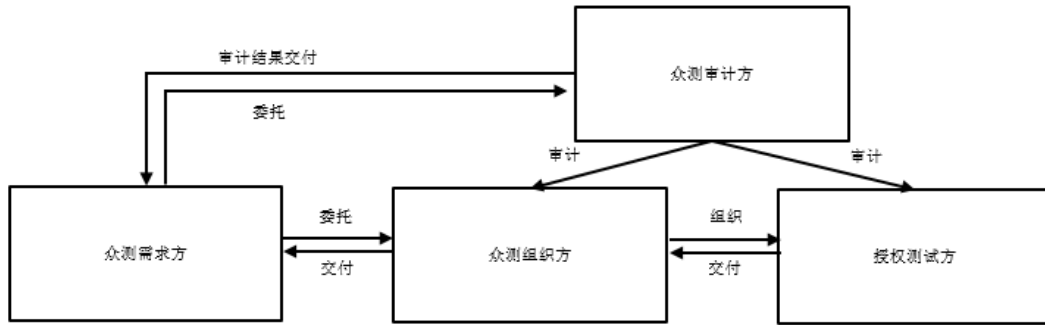 审计结果交付
众测审计方
委托
审计
审计
众测需求方
委托
交付
众测组织方
组织
交付
授权测试方